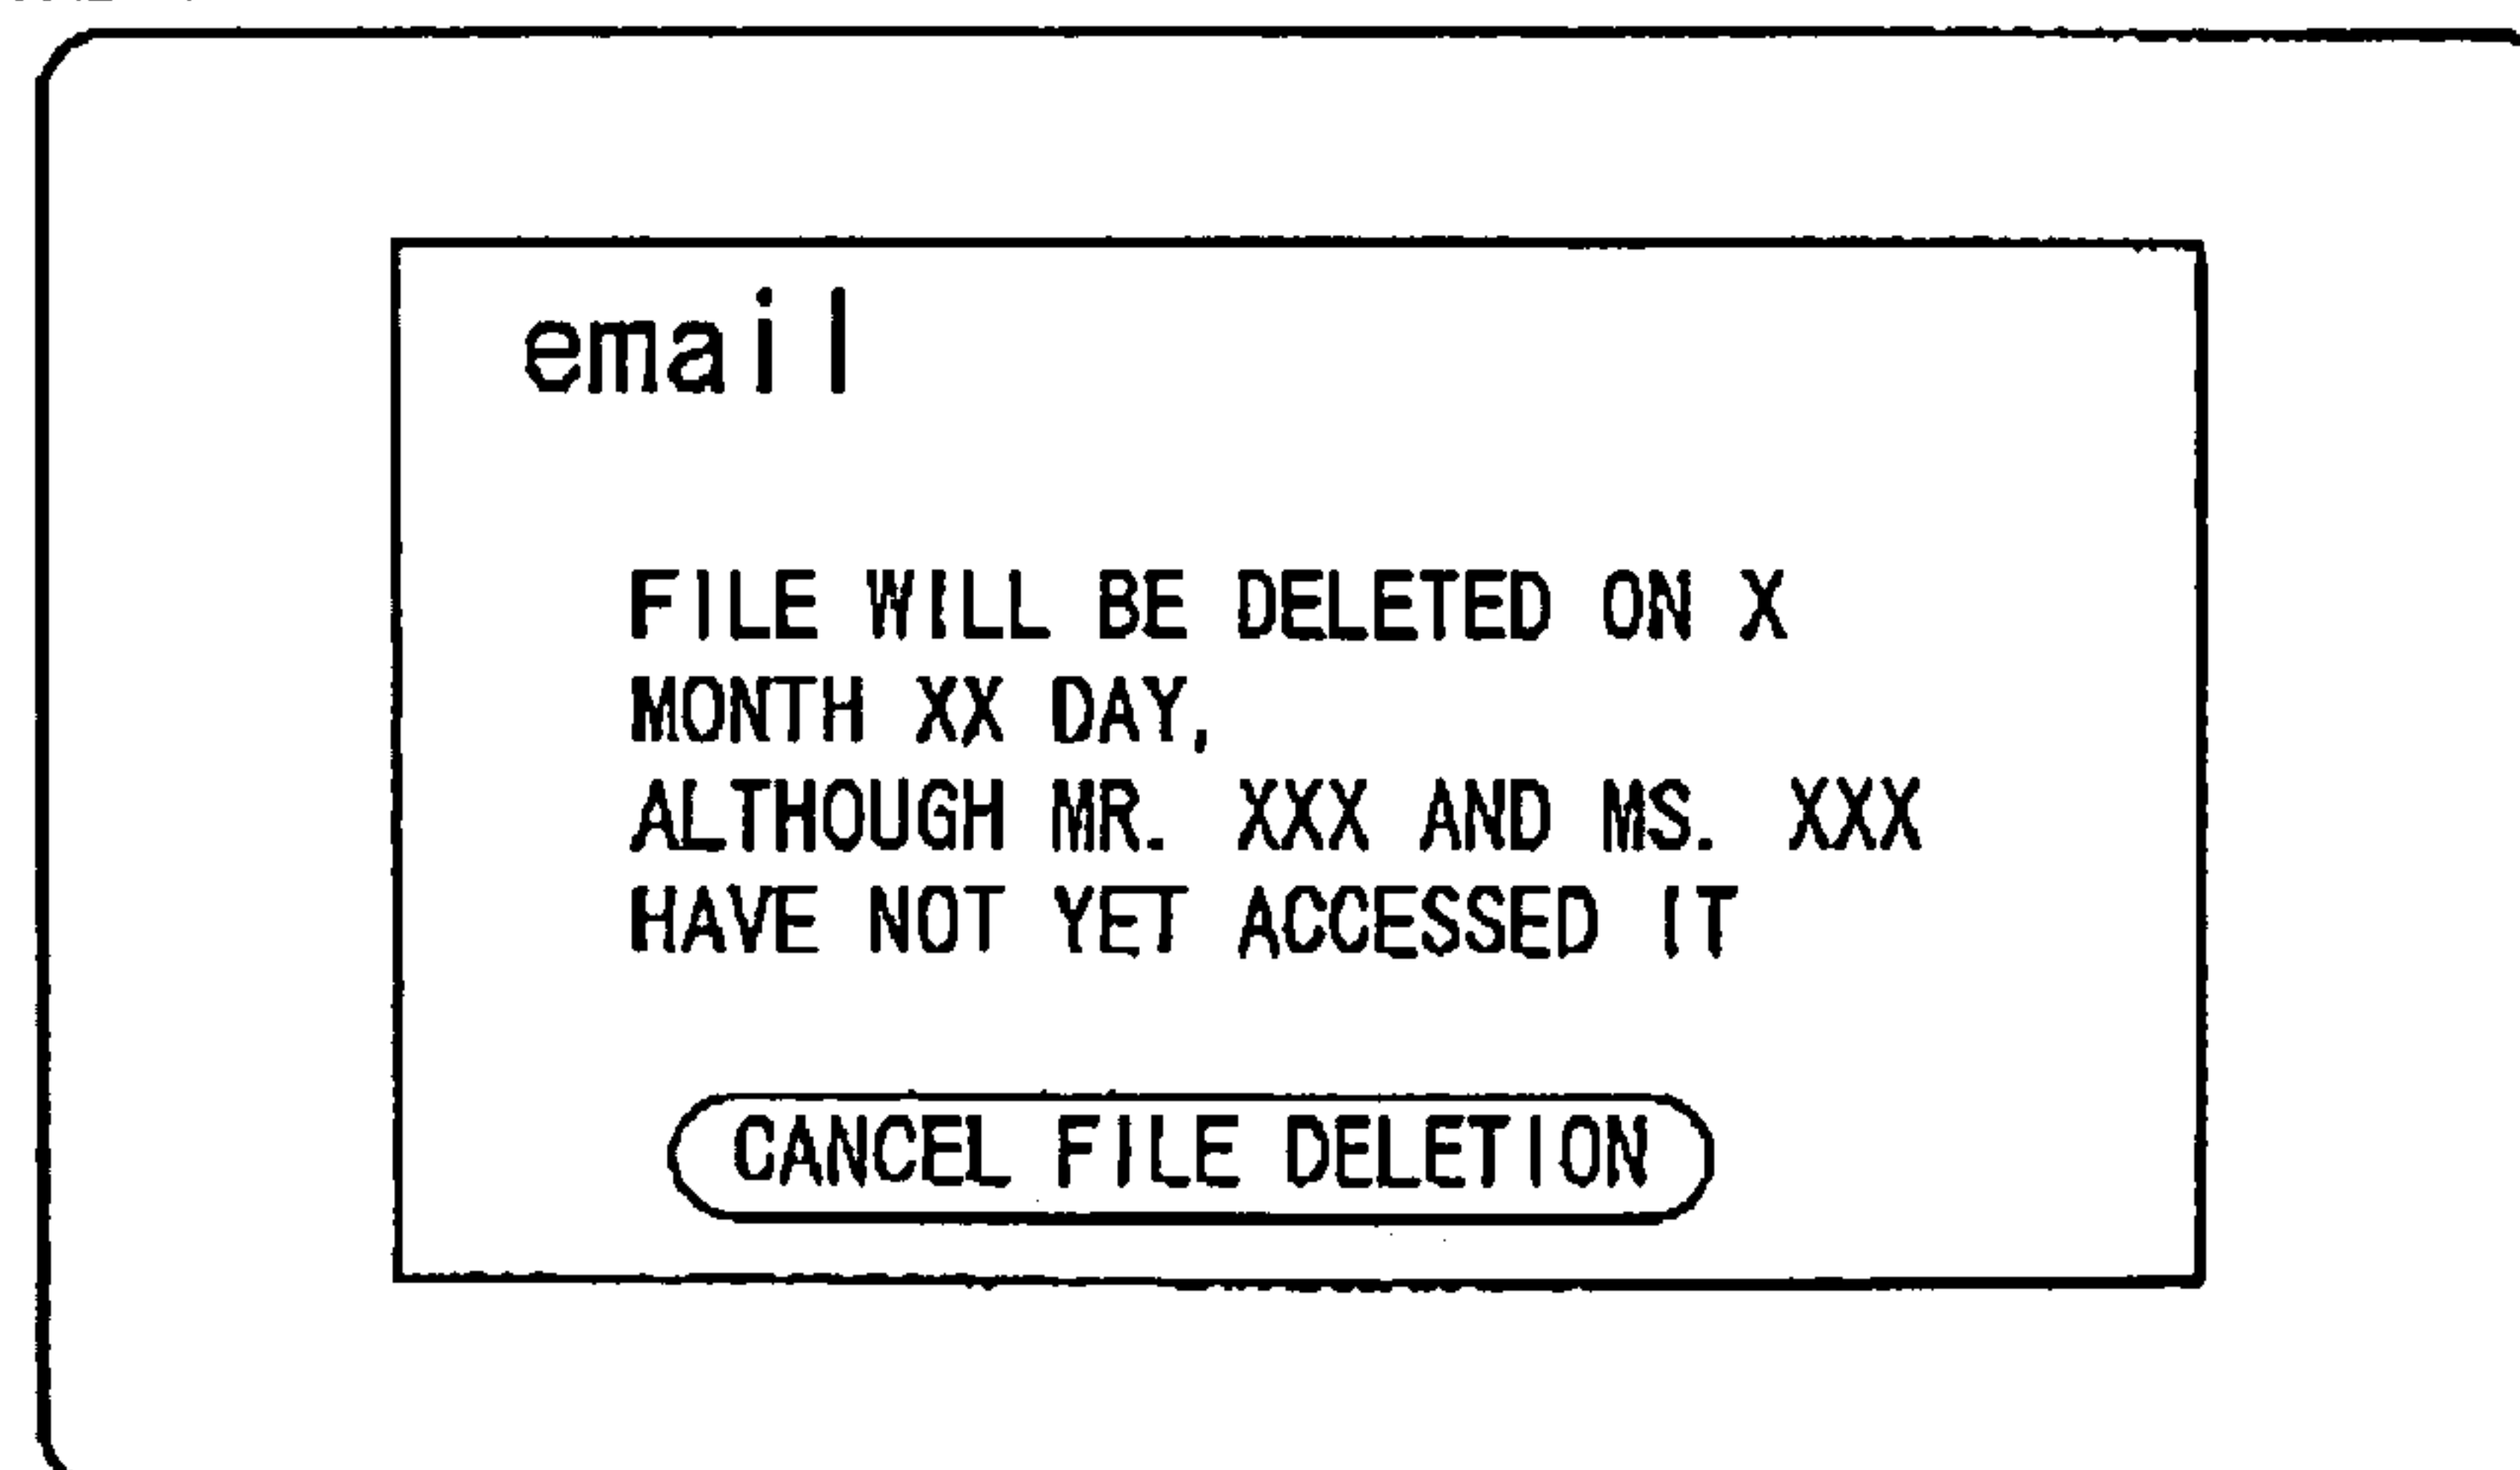 email
FILE WILL BE DELETED ON X
MONTH XX DAY,
ALTHOUGH MR. XXX AND MS. XXX
HAVE NOT YET ACCESSED IT
CANCEL FILE DELETION